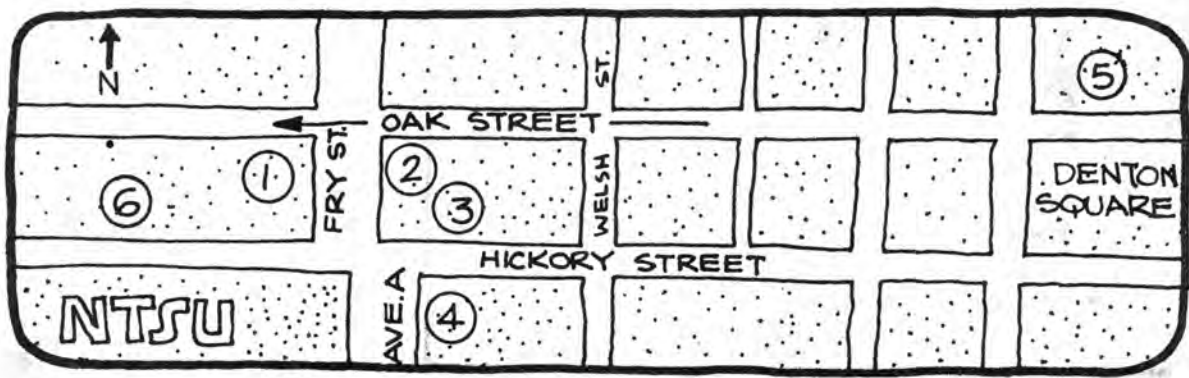 N
ST.
5
OAK STREET
FRY ST.
1
2
3
WELSH
6
DENTON
SQUARE
HICKORY STREET
NTSU
AVE. A
4